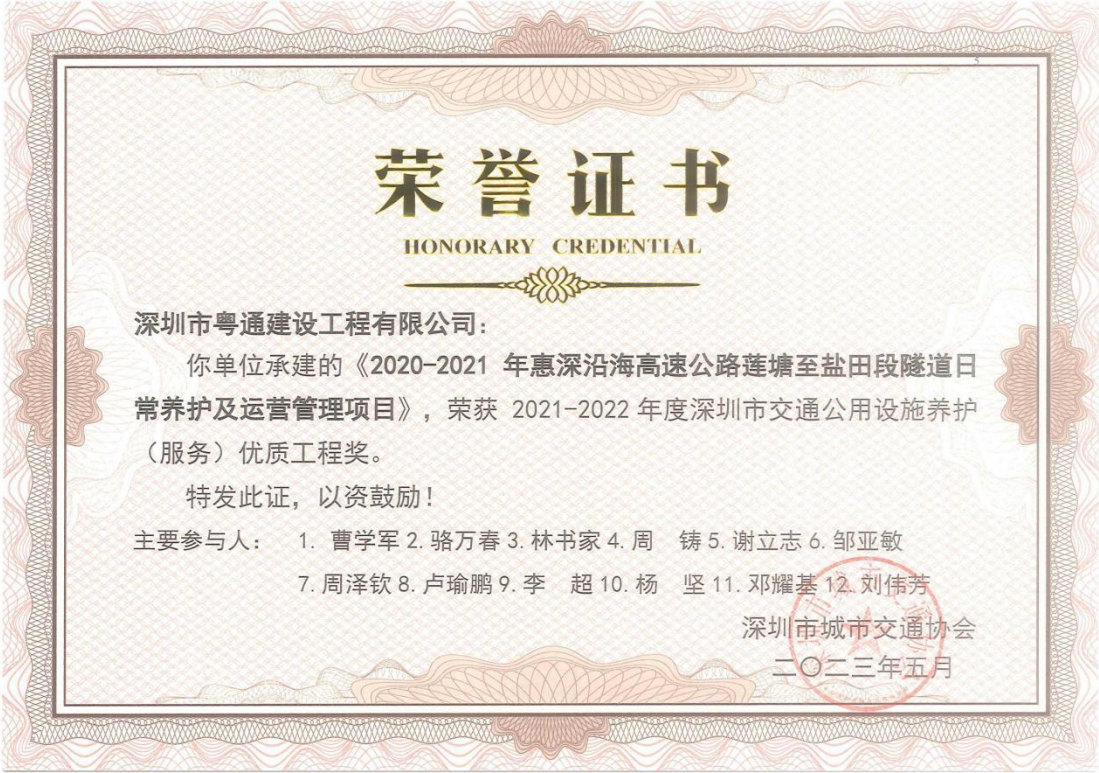 荣誉证书
HONORARY CREDENTIAL
深圳市粤通建设工程有限公司：
你单位承建的《2020-2021 年惠深沿海高速公路莲塘至盐田段隧道日
常养护及运营管理项目》，荣获 2021-2022 年度深圳市交通公用设施养护
（服务）优质工程奖。
特发此证，以资鼓励！
主要参与人： 1. 曹学军 2. 骆万春 3. 林书家 4. 周 铸 5. 谢立志 6. 邹亚敏
7. 周泽钦 8. 卢瑜鹏 9. 李 超 10. 杨 坚 11. 邓耀基 12. 刘伟芳
深圳市城市交通协会
二〇二三年五月